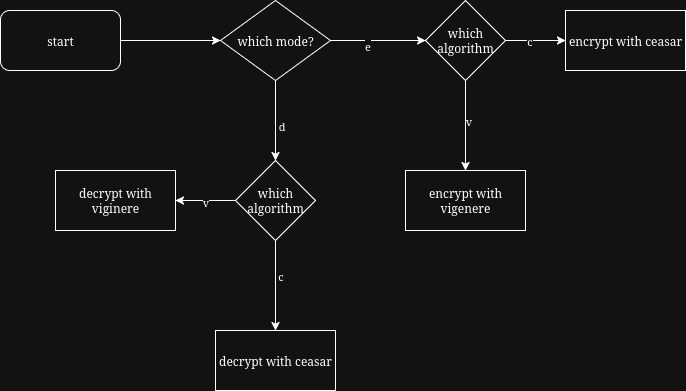 start
which mode?
e
which
algorithm
c
encrypt with ceasar
d
v
decrypt with
viginere
v
which
algorithm
encrypt with
vigenere
c
decrypt with ceasar